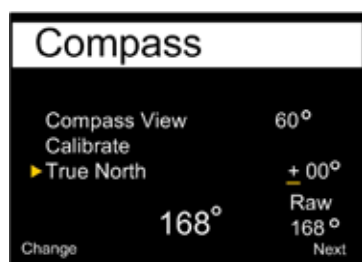 Compass
Compass View 60°
Calibrate
True North + 00°
Raw
168° 168°
Change Next